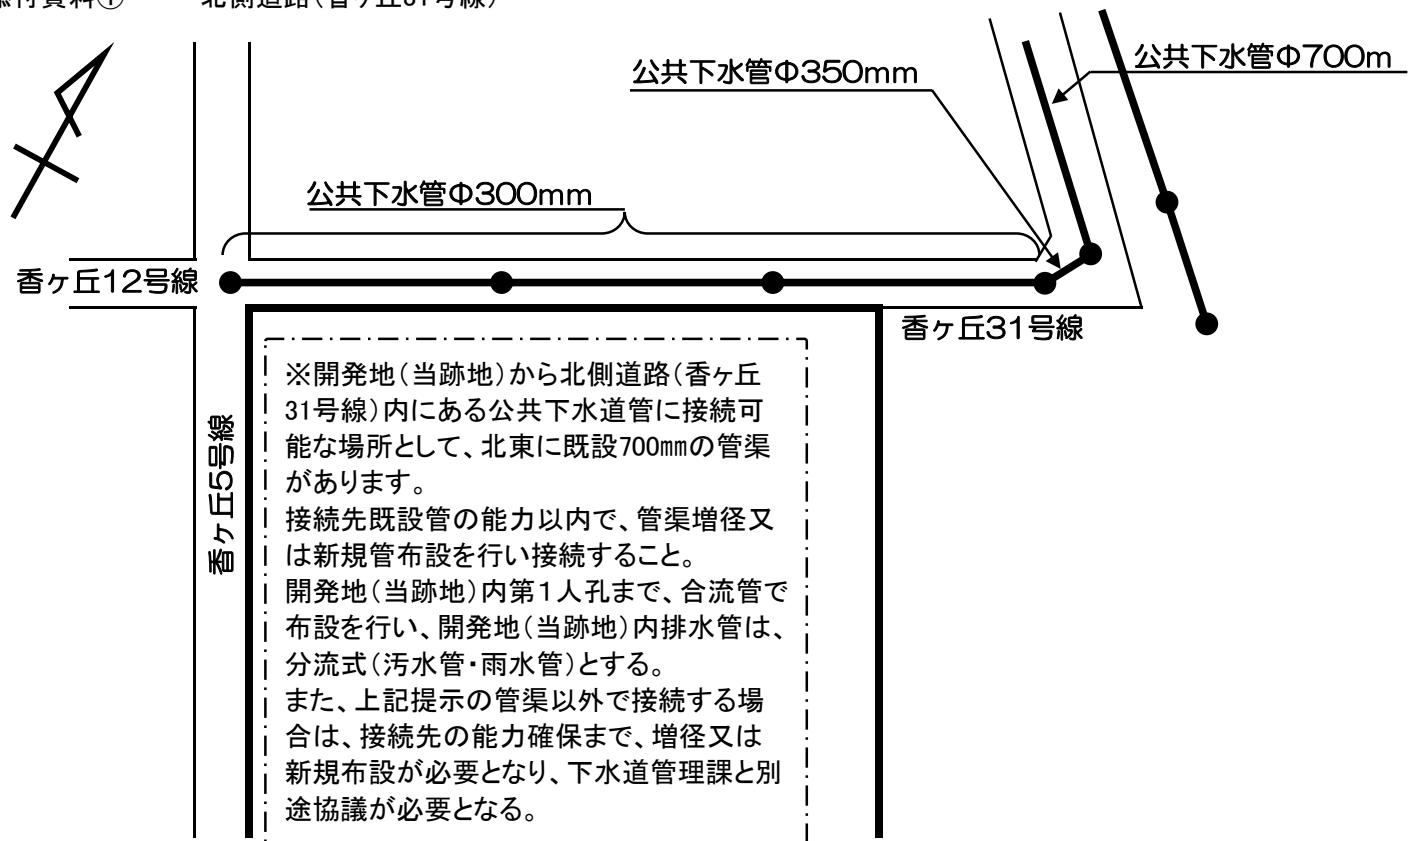 添付資料① 北側道路(香ヶ丘31号線)
公共下水管Φ700m
公共下水管Φ350mm
公共下水管Φ300mm
香ヶ丘12号線
香ヶ丘31号線
香ヶ丘5号線
※開発地(当跡地)から北側道路(香ヶ丘
31号線)内にある公共下水道管に接続可
能な場所として、北東に既設700㎜の管渠
があります。
接続先既設管の能力以内で、管渠増径又
は新規管布設を行い接続すること。
開発地(当跡地)内第1人孔まで、合流管で
布設を行い、開発地(当跡地)内排水管は、
分流式(汚水管・雨水管)とする。
また、上記提示の管渠以外で接続する場
合は、接続先の能力確保まで、増径又は
新規布設が必要となり、下水道管理課と別
途協議が必要となる。